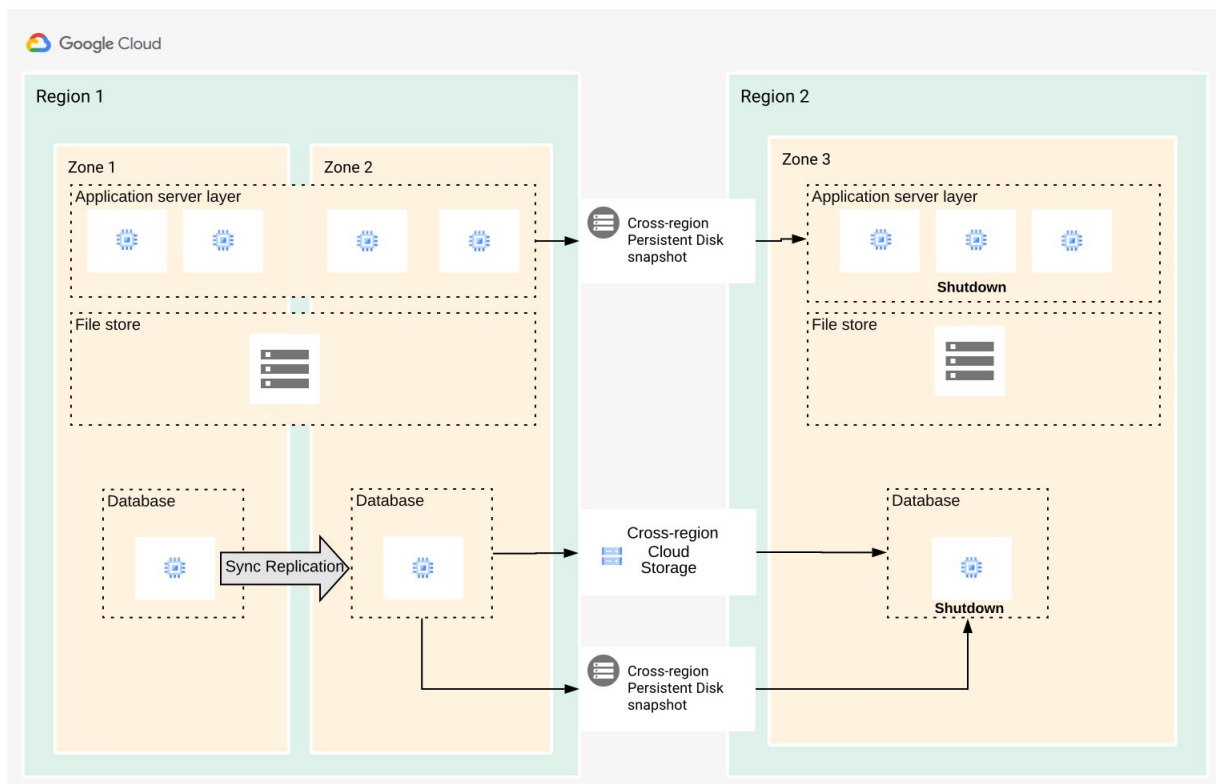 Google Cloud
Region 1
Zone 1
Zone 2
Application server layer
File store
Database
Sync Replication
Database
Cross-region
Persistent Disk
snapshot
Cross-region
Cloud
Storage
Cross-region
Persistent Disk
snapshot
Region 2
Zone 3
Application server layer
Shutdown
File store
Database
Shutdown